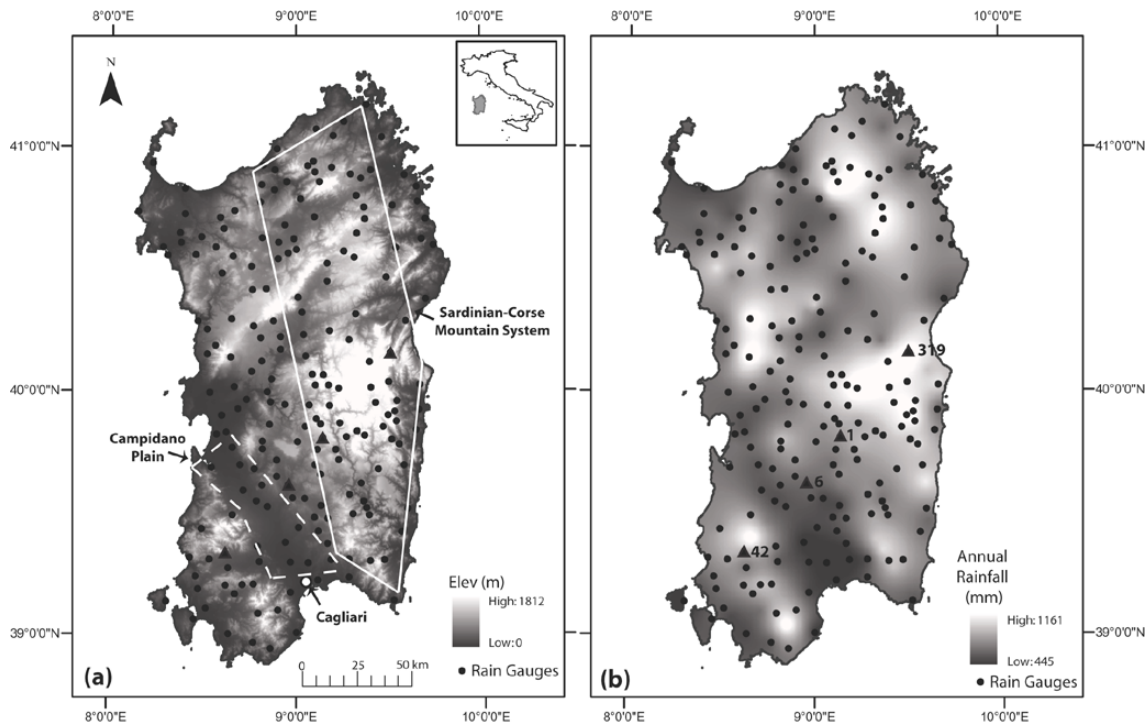 8°0'0"E 9°0'0"E 10°0'0"E
8°0'0"E 9°0'0"E 10°0'0"E
N
41°0'0"N
41°0'0"N
Sardinian-Corse
Mountain System
319
40°0'0"N
40°0'0"N
Campidano
Plain
1
6
42
Elev (m)
High: 1812
Low: 0
Annual
Rainfall
(mm)
High: 1161
Low: 445
Cagliari
39°0'0"N
39°0'0"N
(a)
0 25 50 km
Rain Gauges
(b)
Rain Gauges
8°0'0"E 9°0'0"E 10°0'0"E
8°0'0"E 9°0'0"E 10°0'0"E